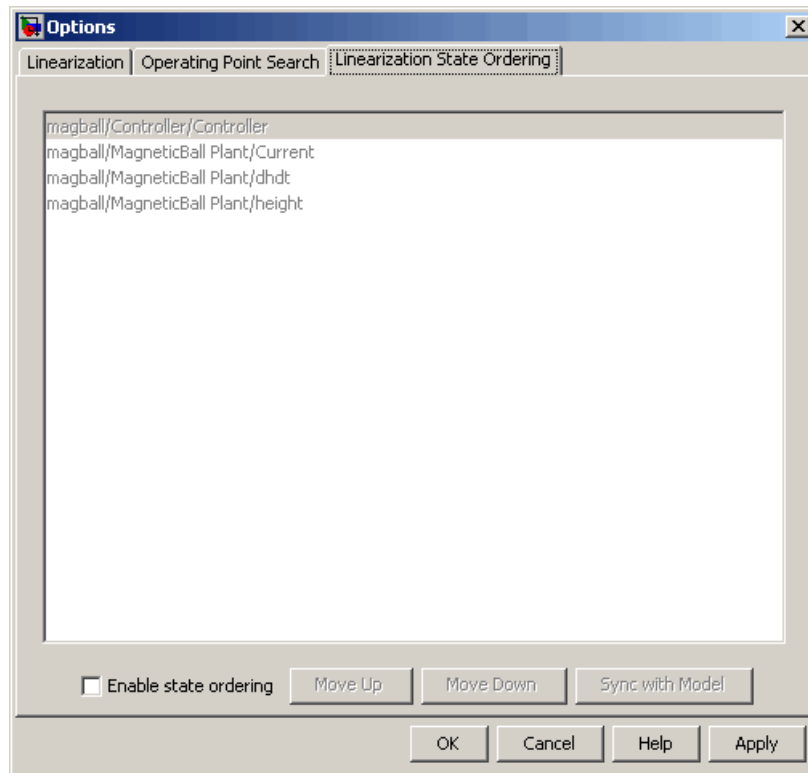 Options
Linearization Operating Point Search Linearization State Ordering
magball/Controller/Controller
magball/MagneticBall Plant/Current
magball/MagneticBall Plant/dhdt
magball/MagneticBall Plant/height
Enable state ordering Move Up Move Down Sync with Model
OK Cancel Help Apply